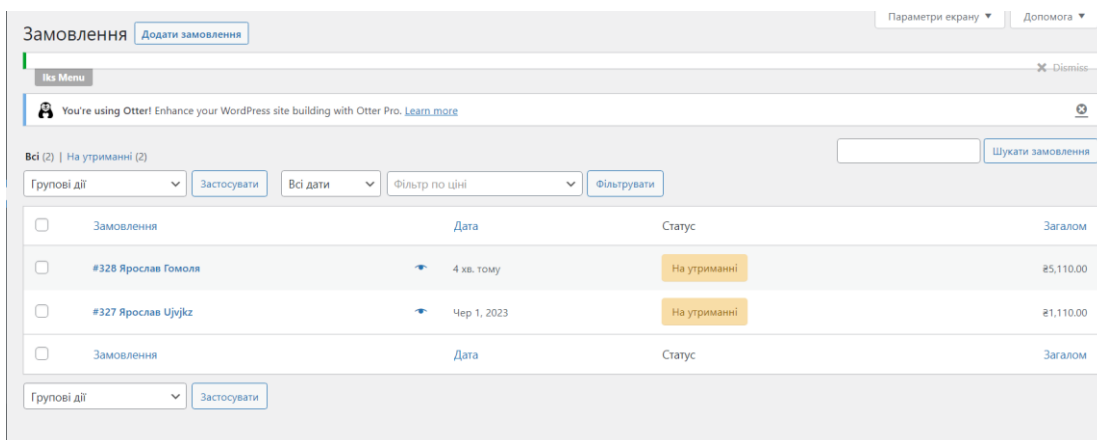 Параметри екрану ▼ Допомога ▼
Замовлення Додати замовлення
Dismiss
Iks Menu
You're using Otter! Enhance your WordPress site building with Otter Pro. Learn more
Всі (2) | На утриманні (2) Шукати замовлення
Групові дії Застосувати Всі дати Фільтр по ціні Фільтрувати
Замовлення Дата Статус Загалом
#328 Ярослав Гомоля 4 хв. тому На утриманні ₴5,110.00
#327 Ярослав Ujvjkz Чер 1, 2023 На утриманні ₴1,110.00
Замовлення Дата Статус Загалом
Групові дії Застосувати